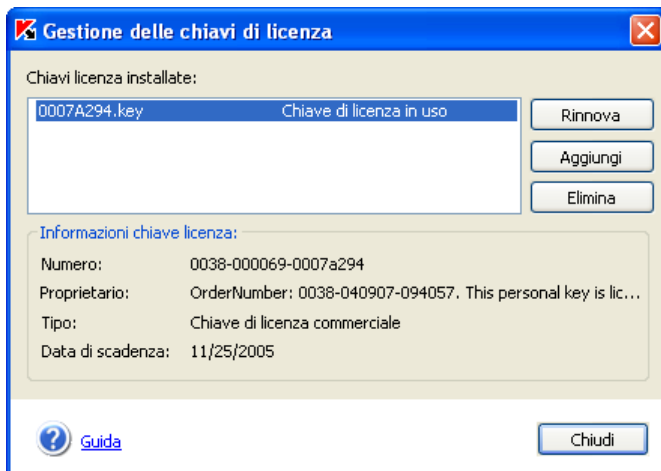 Gestione delle chiavi di licenza
Chiavi licenza installate:
0007A294.key Chiave di licenza in uso
Rinnova
Aggiungi
Elimina
Informazioni chiave licenza:
Numero: 0038-000069-0007a294
Proprietario: OrderNumber: 0038-040907-094057. This personal key is lic...
Tipo: Chiave di licenza commerciale
Data di scadenza: 11/25/2005
Guida
Chiudi